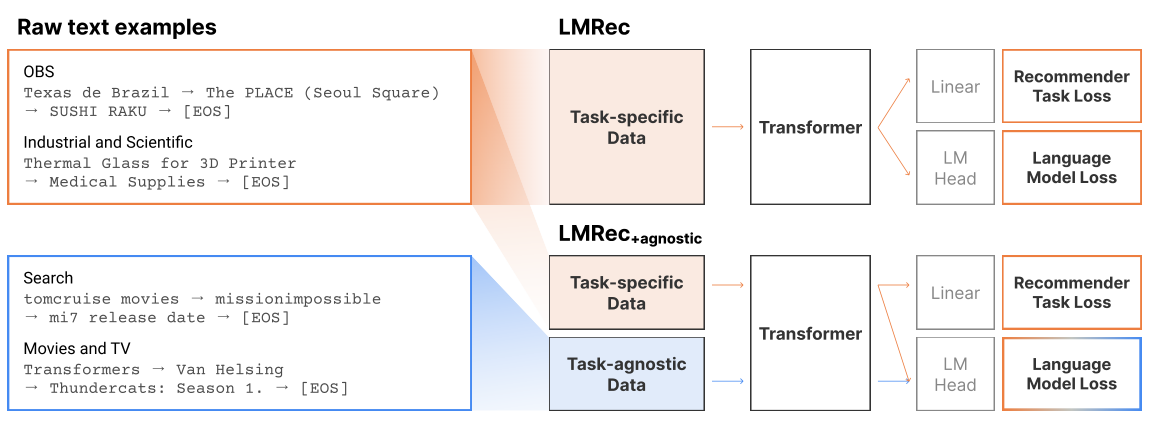 Raw text examples
OBS
Texas de Brazil → The PLACE (Seoul Square)
→ SUSHI RAKU → [EOS]
Industrial and Scientific
Thermal Glass for 3D Printer
→ Medical Supplies → [EOS]
Search
tomcruise movies → missionimpossible
→ mi7 release date → [EOS]
Movies and TV
Transformers → Van Helsing
→ Thundercats: Season 1. → [EOS]
LMRec
Task-specific
Data
Transformer
Linear
Recommender
Task Loss
LM
Head
Language
Model Loss
LMRec+agnostic
Task-specific
Data
Task-agnostic
Data
Transformer
Linear
Recommender
Task Loss
LM
Head
Language
Model Loss